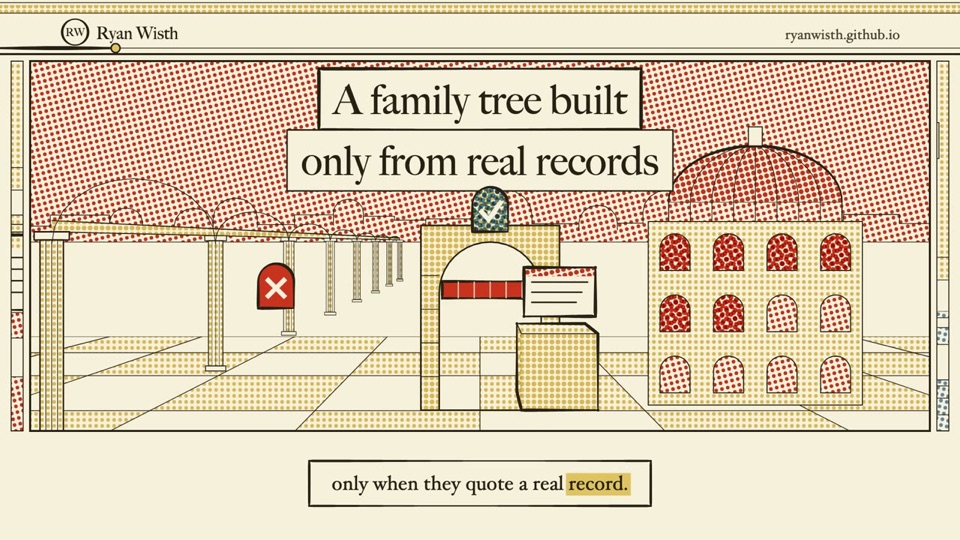 RW
Ryan Wisth
ryanwisth.github.io
A family tree built
only from real records
only when they quote a real record.